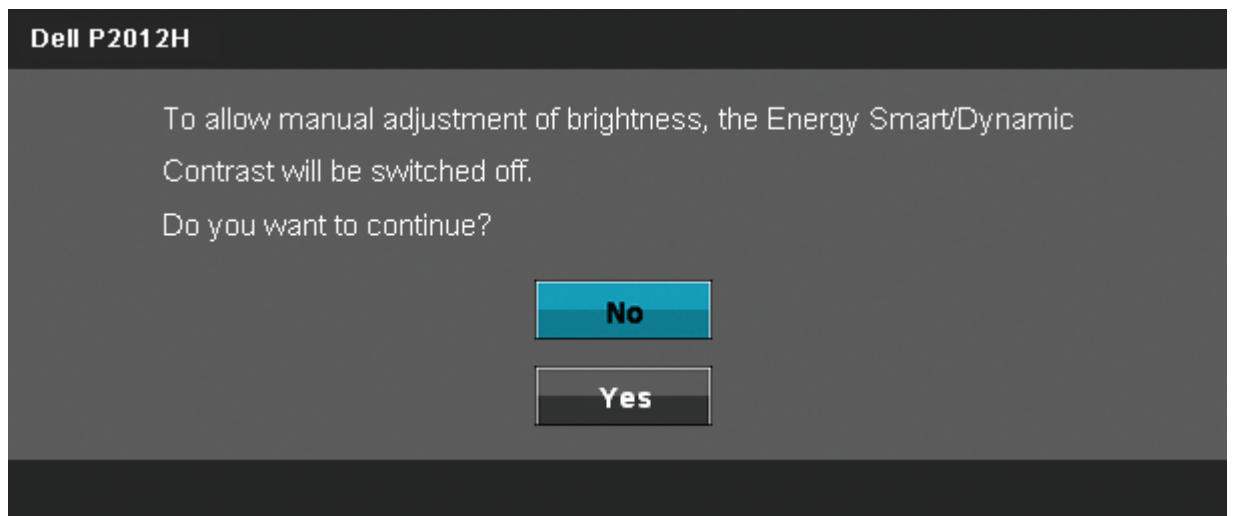 Dell P2012H
To allow manual adjustment of brightness, the Energy Smart/Dynamic
Contrast will be switched off.
Do you want to continue?
No
Yes